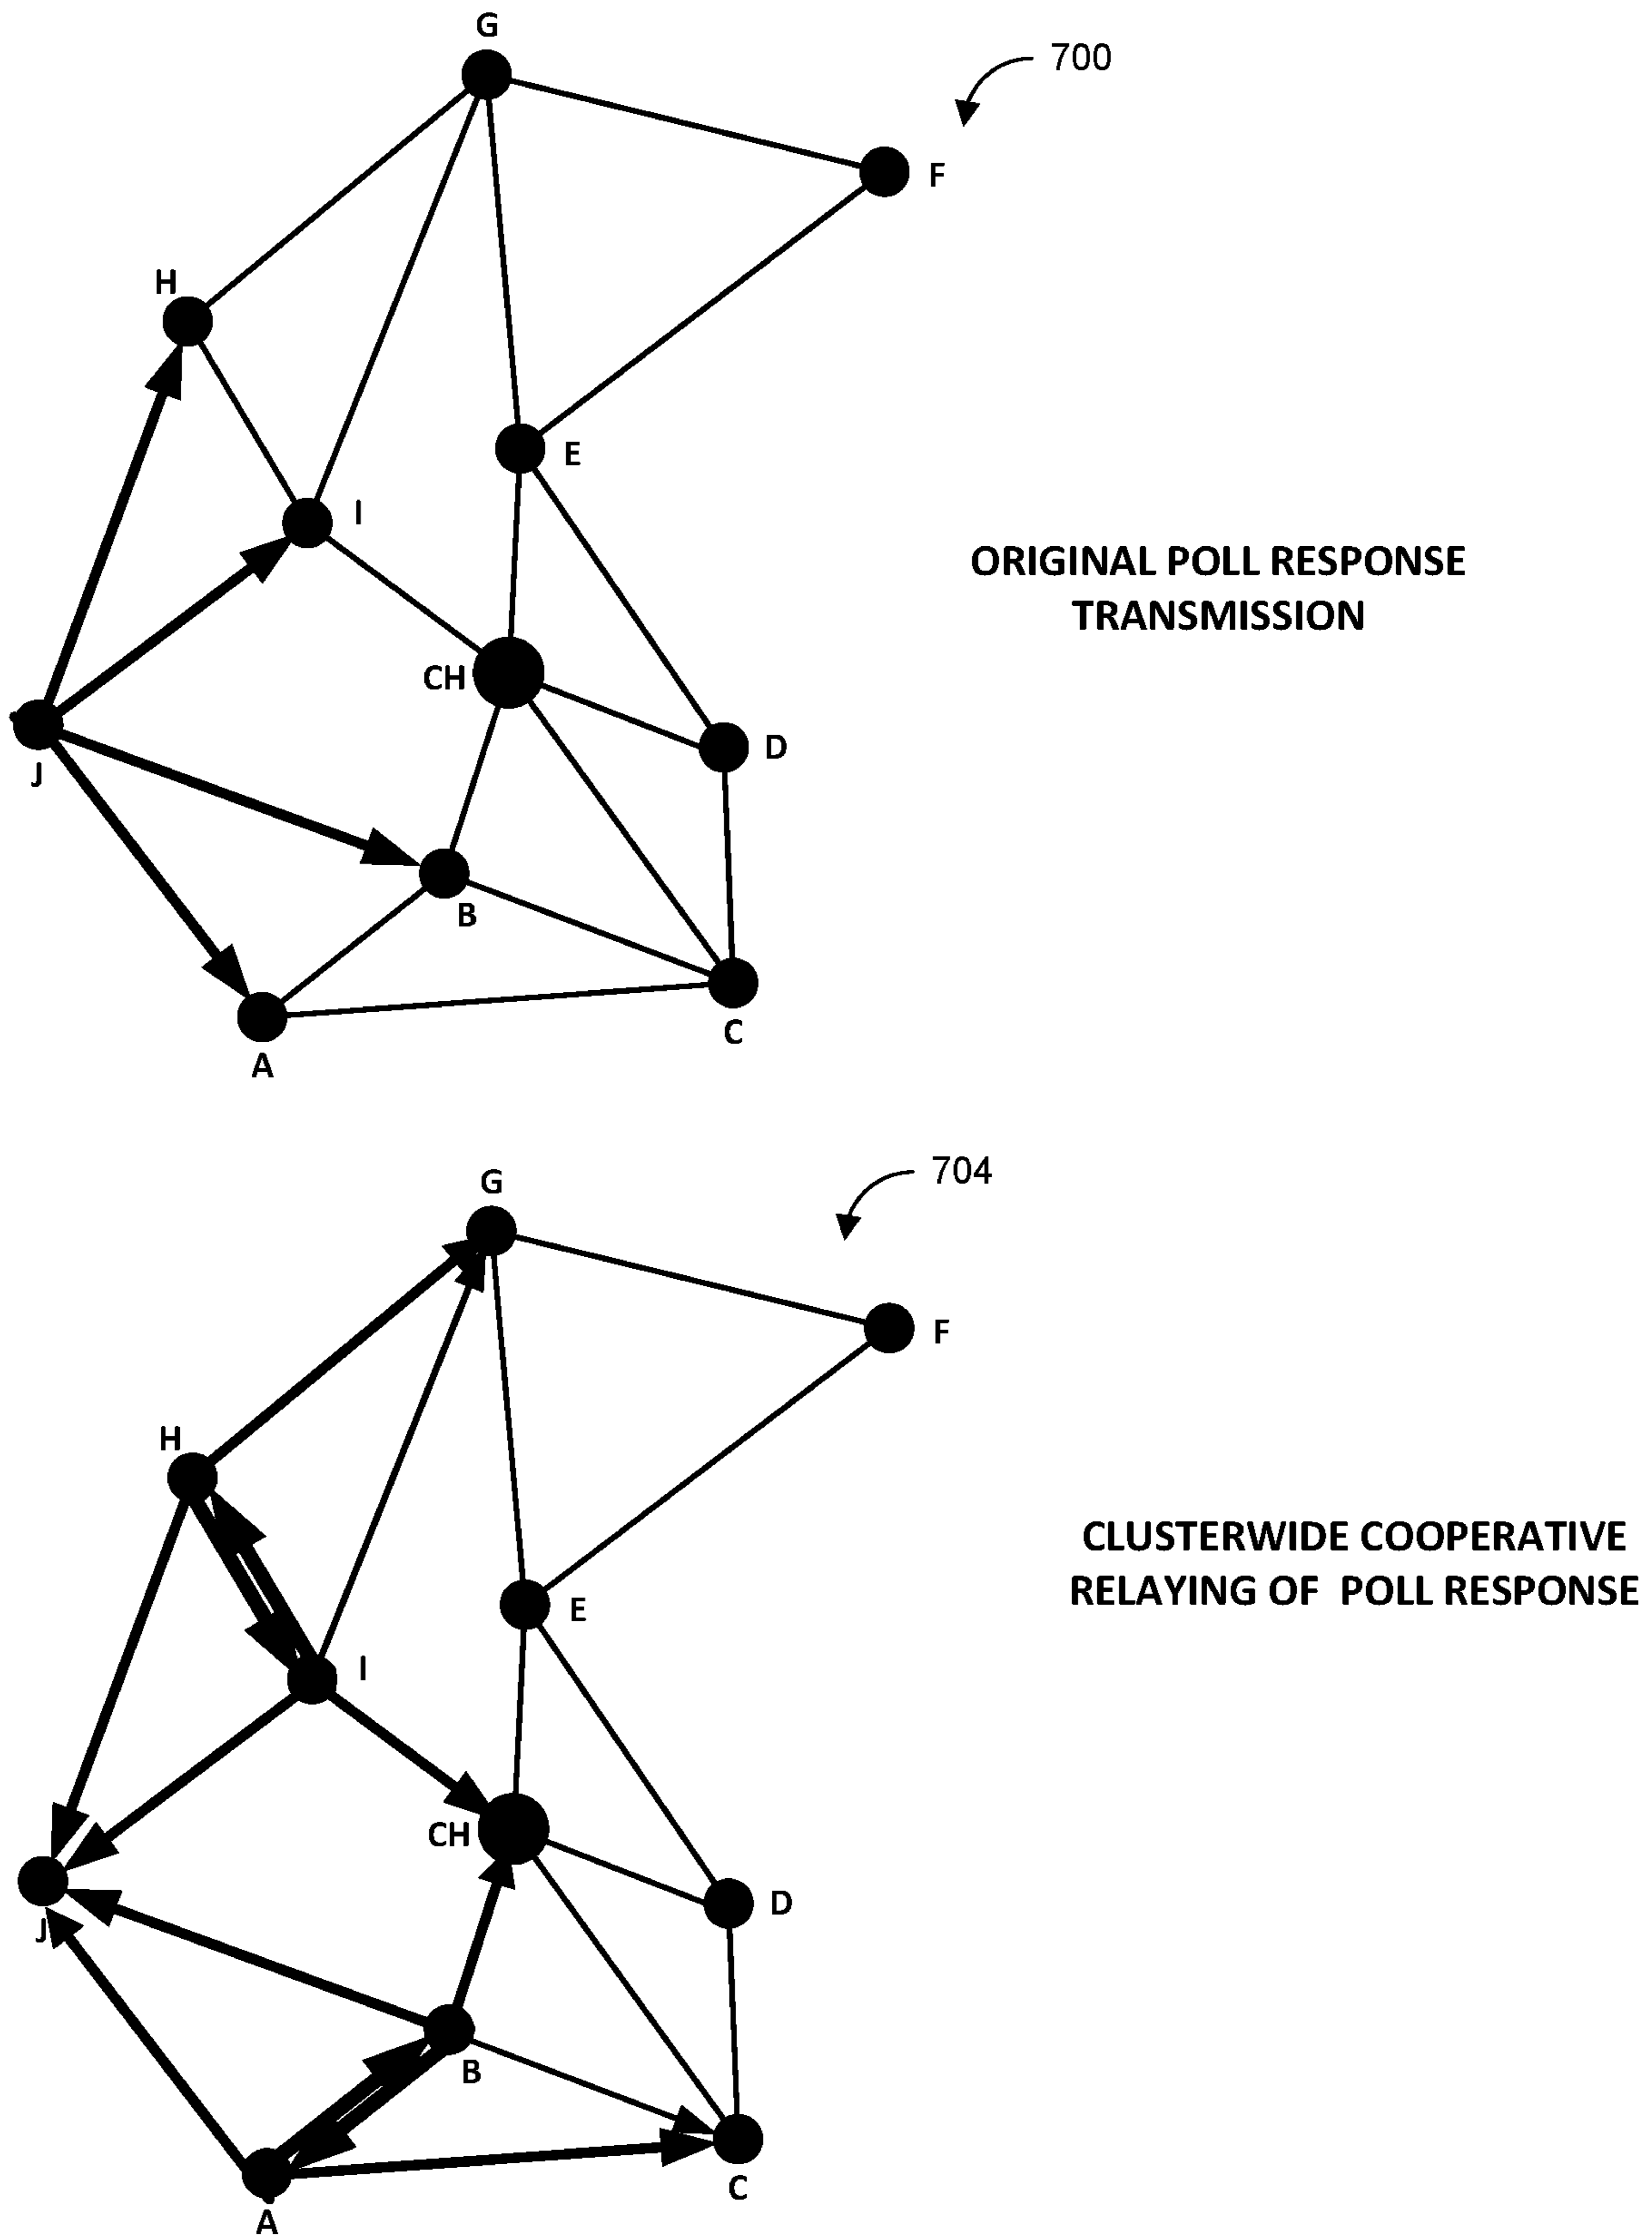 G
700
F
H
E
I
ORIGINAL POLL RESPONSE
TRANSMISSION
CH
D
J
B
C
A
G
704
F
H
CLUSTERWIDE COOPERATIVE
RELAYING OF POLL RESPONSE
E
I
CH
D
J
B
C
A